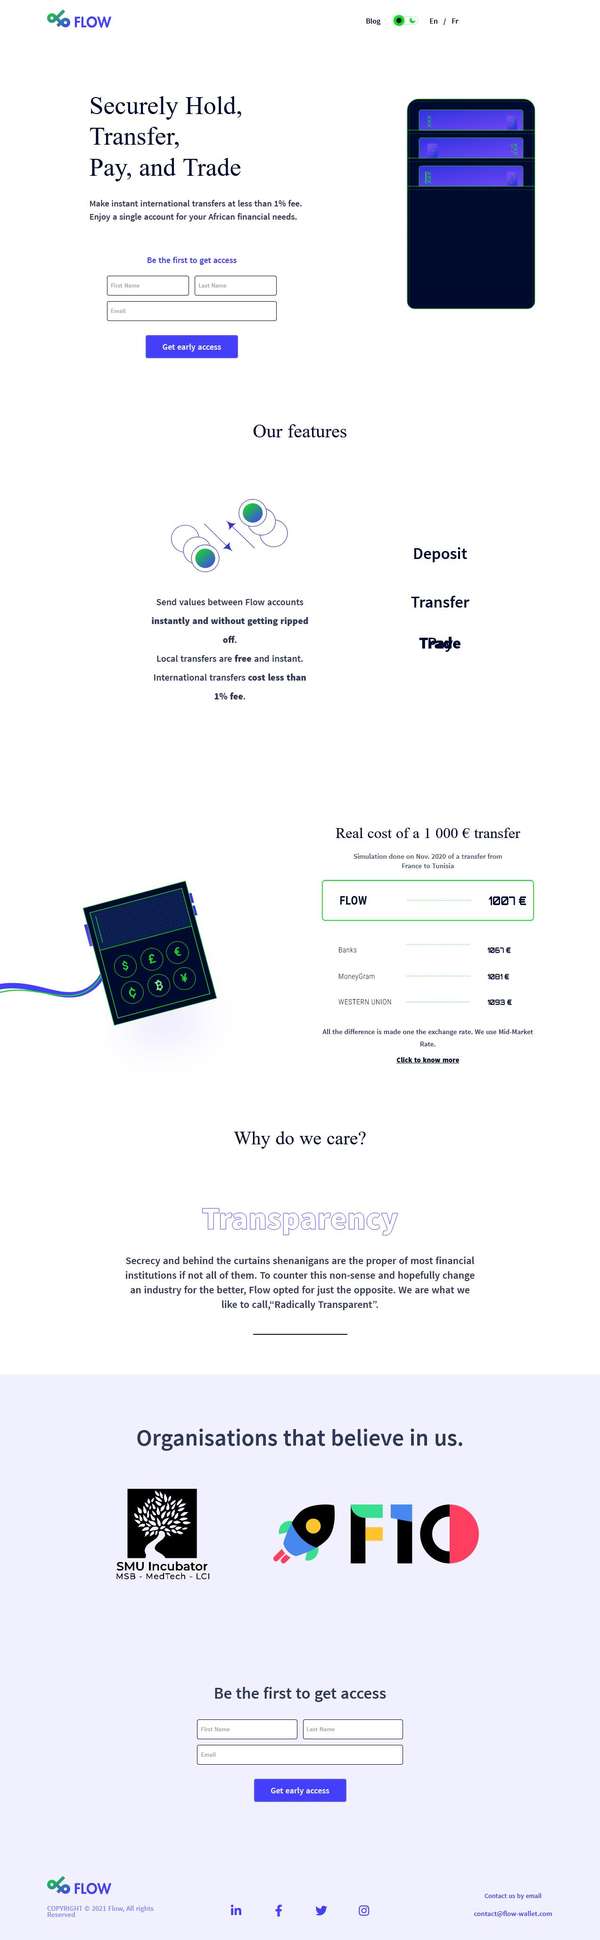 FLOW
Blog
En / Fr
Securely Hold,
Transfer,
Pay, and Trade
Make instant international transfers at less than 1% fee.
Enjoy a single account for your African financial needs.
Be the first to get access
First Name
Last Name
Email
Get early access
Our features
Send values between Flow accounts
instantly and without getting ripped
off.
Local transfers are free and instant.
International transfers cost less than
1% fee.
Deposit
Transfer
Trade
Real cost of a 1 000 € transfer
Simulation done on Nov. 2020 of a transfer from
France to Tunisia
FLOW 1007 €
Banks 1067 €
MoneyGram 1081 €
WESTERN UNION 1093 €
All the difference is made one the exchange rate. We use Mid-Market
Rate.
Click to know more
$ £ €
₵ ₿ ¥
Why do we care?
Transparency
Secrecy and behind the curtains shenanigans are the proper of most financial
institutions if not all of them. To counter this non-sense and hopefully change
an industry for the better, Flow opted for just the opposite. We are what we
like to call,“Radically Transparent”.
Organisations that believe in us.
SMU Incubator
MSB - MedTech - LCI
F10
Be the first to get access
First Name
Last Name
Email
Get early access
FLOW
COPYRIGHT © 2021 Flow, All rights
Reserved
in
Contact us by email
contact@flow-wallet.com